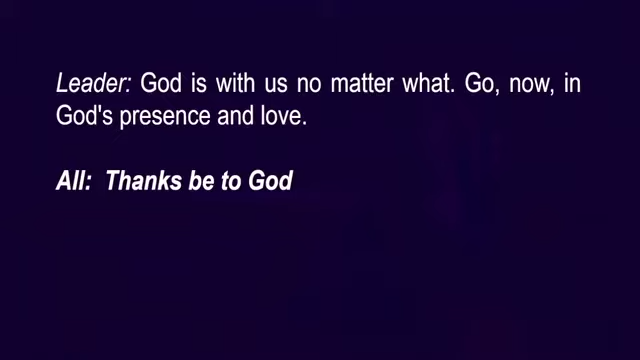 Leader: God is with us no matter what. Go, now, in
God's presence and love.
All: Thanks be to God